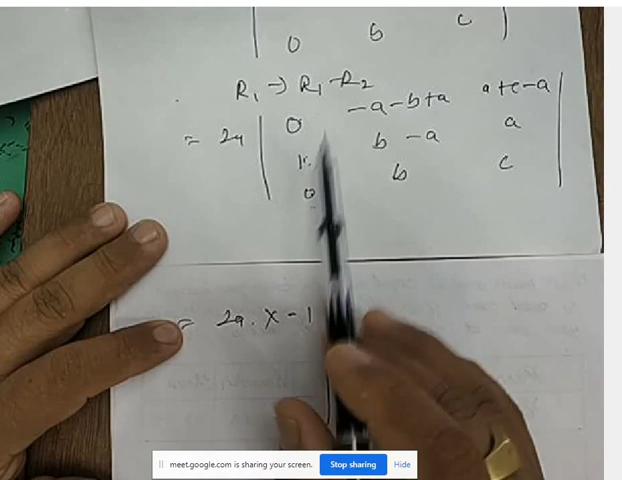 0 b c
R₁ → R₁ - R₂
= 2a | 0 -a-b+a a+c-a |
1 b-a a
0 b c
= 2a. x - 1
meet.google.com is sharing your screen. Stop sharing Hide